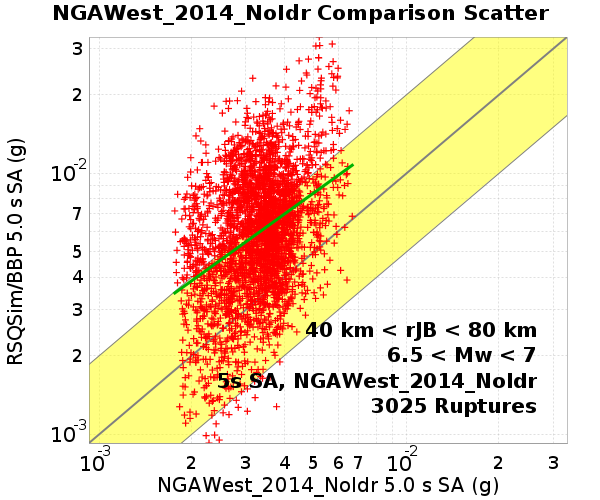 NGAWest_2014_NoIdr Comparison Scatter
RSQSim/BBP 5.0 s SA (g)
3
2
10-2
7
5
4
3
2
10-3
40 km < rJB < 80 km
6.5 < Mw < 7
5s SA, NGAWest_2014_NoIdr
3025 Ruptures
10-3 2 3 4 5 6 7 10-2 2 3
NGAWest_2014_NoIdr 5.0 s SA (g)